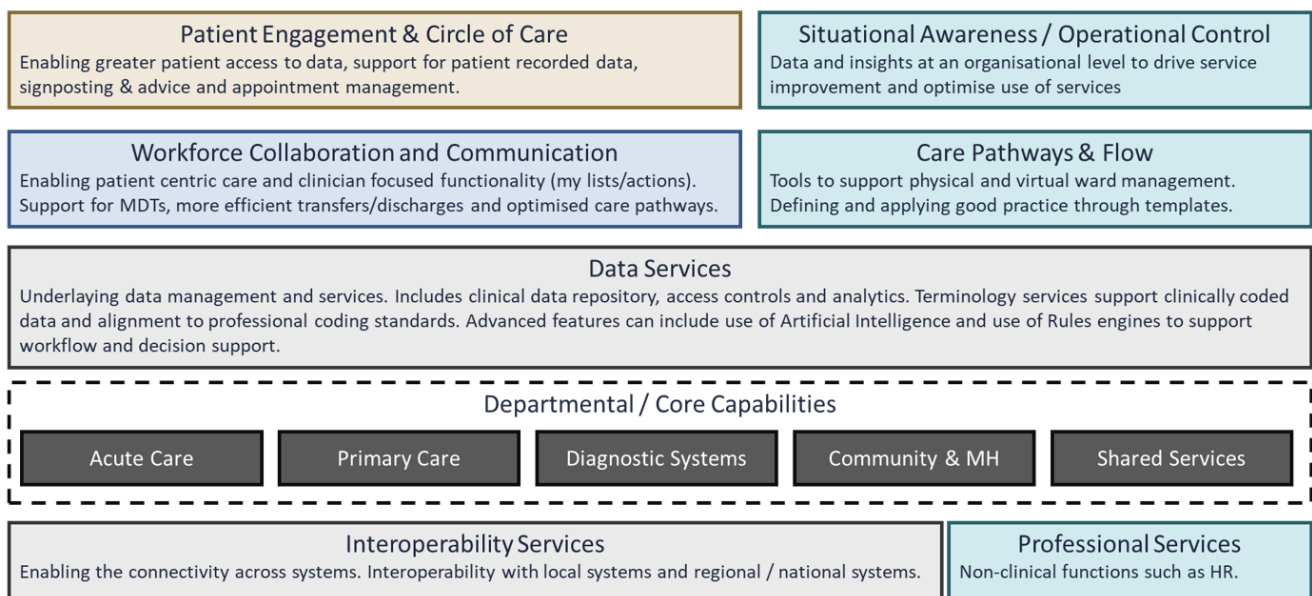 Patient Engagement & Circle of Care
Enabling greater patient access to data, support for patient recorded data,
signposting & advice and appointment management.
Situational Awareness / Operational Control
Data and insights at an organisational level to drive service
improvement and optimise use of services
Workforce Collaboration and Communication
Enabling patient centric care and clinician focused functionality (my lists/actions).
Support for MDTs, more efficient transfers/discharges and optimised care pathways.
Care Pathways & Flow
Tools to support physical and virtual ward management.
Defining and applying good practice through templates.
Data Services
Underlaying data management and services. Includes clinical data repository, access controls and analytics. Terminology services support clinically coded
data and alignment to professional coding standards. Advanced features can include use of Artificial Intelligence and use of Rules engines to support
workflow and decision support.
Departmental / Core Capabilities
Acute Care
Primary Care
Diagnostic Systems
Community & MH
Shared Services
Interoperability Services
Enabling the connectivity across systems. Interoperability with local systems and regional / national systems.
Professional Services
Non-clinical functions such as HR.